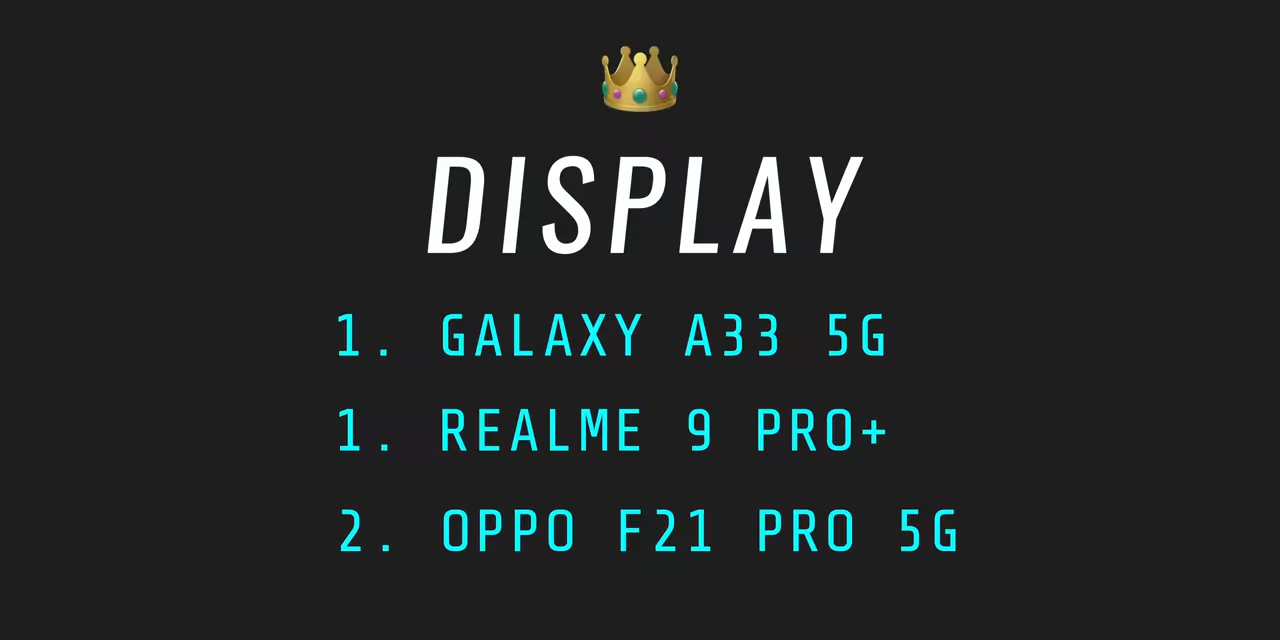 DISPLAY
1. GALAXY A33 5G
1. REALME 9 PRO+
2. OPPO F21 PRO 5G